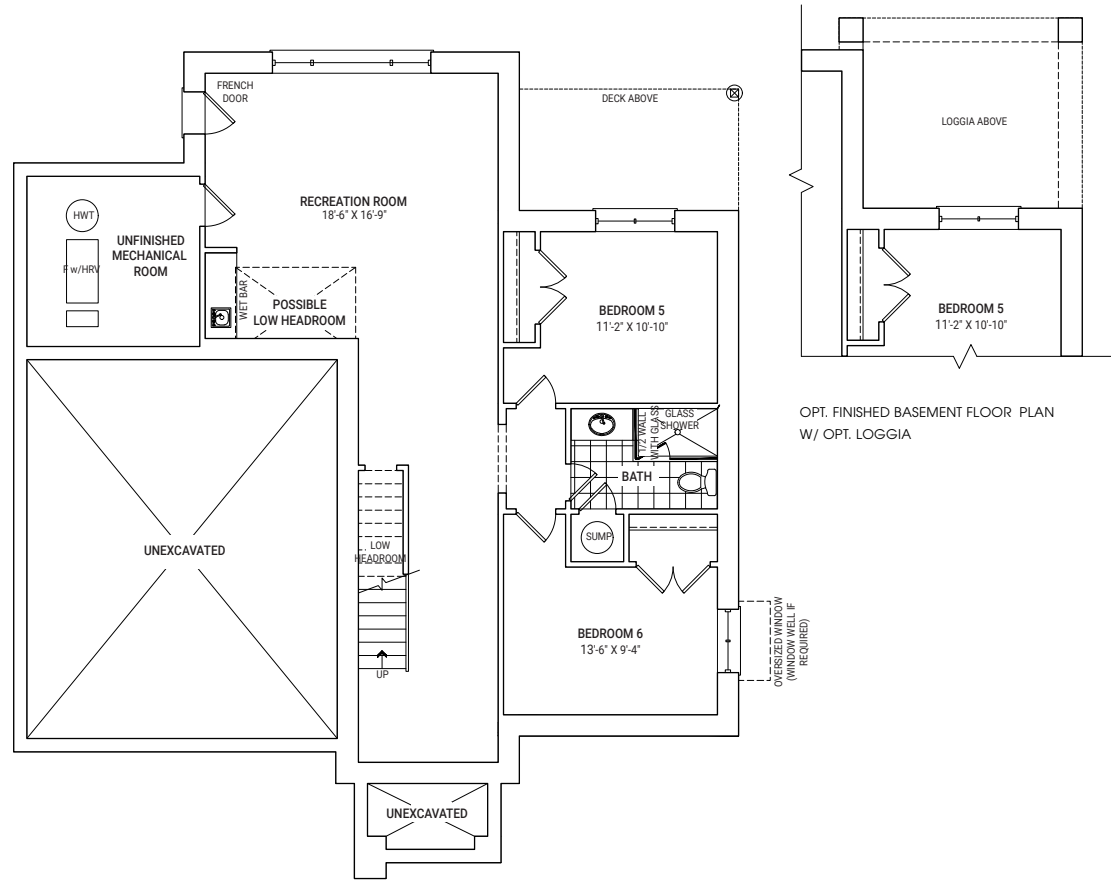 FRENCH
DOOR
DECK ABOVE
RECREATION ROOM
18'-6" X 16'-9"
HWT
F w/HRV
UNFINISHED
MECHANICAL
ROOM
WET BAR
POSSIBLE
LOW HEADROOM
BEDROOM 5
11'-2" X 10'-10"
1/2 WALL
WITH GLASS
GLASS
SHOWER
BATH
SUMP
UNEXCAVATED
LOW
HEADROOM
UP
BEDROOM 6
13'-6" X 9'-4"
OVERSIZED WINDOW
(WINDOW WELL IF
REQUIRED)
UNEXCAVATED
LOGGIA ABOVE
BEDROOM 5
11'-2" X 10'-10"
OPT. FINISHED BASEMENT FLOOR PLAN
W/ OPT. LOGGIA